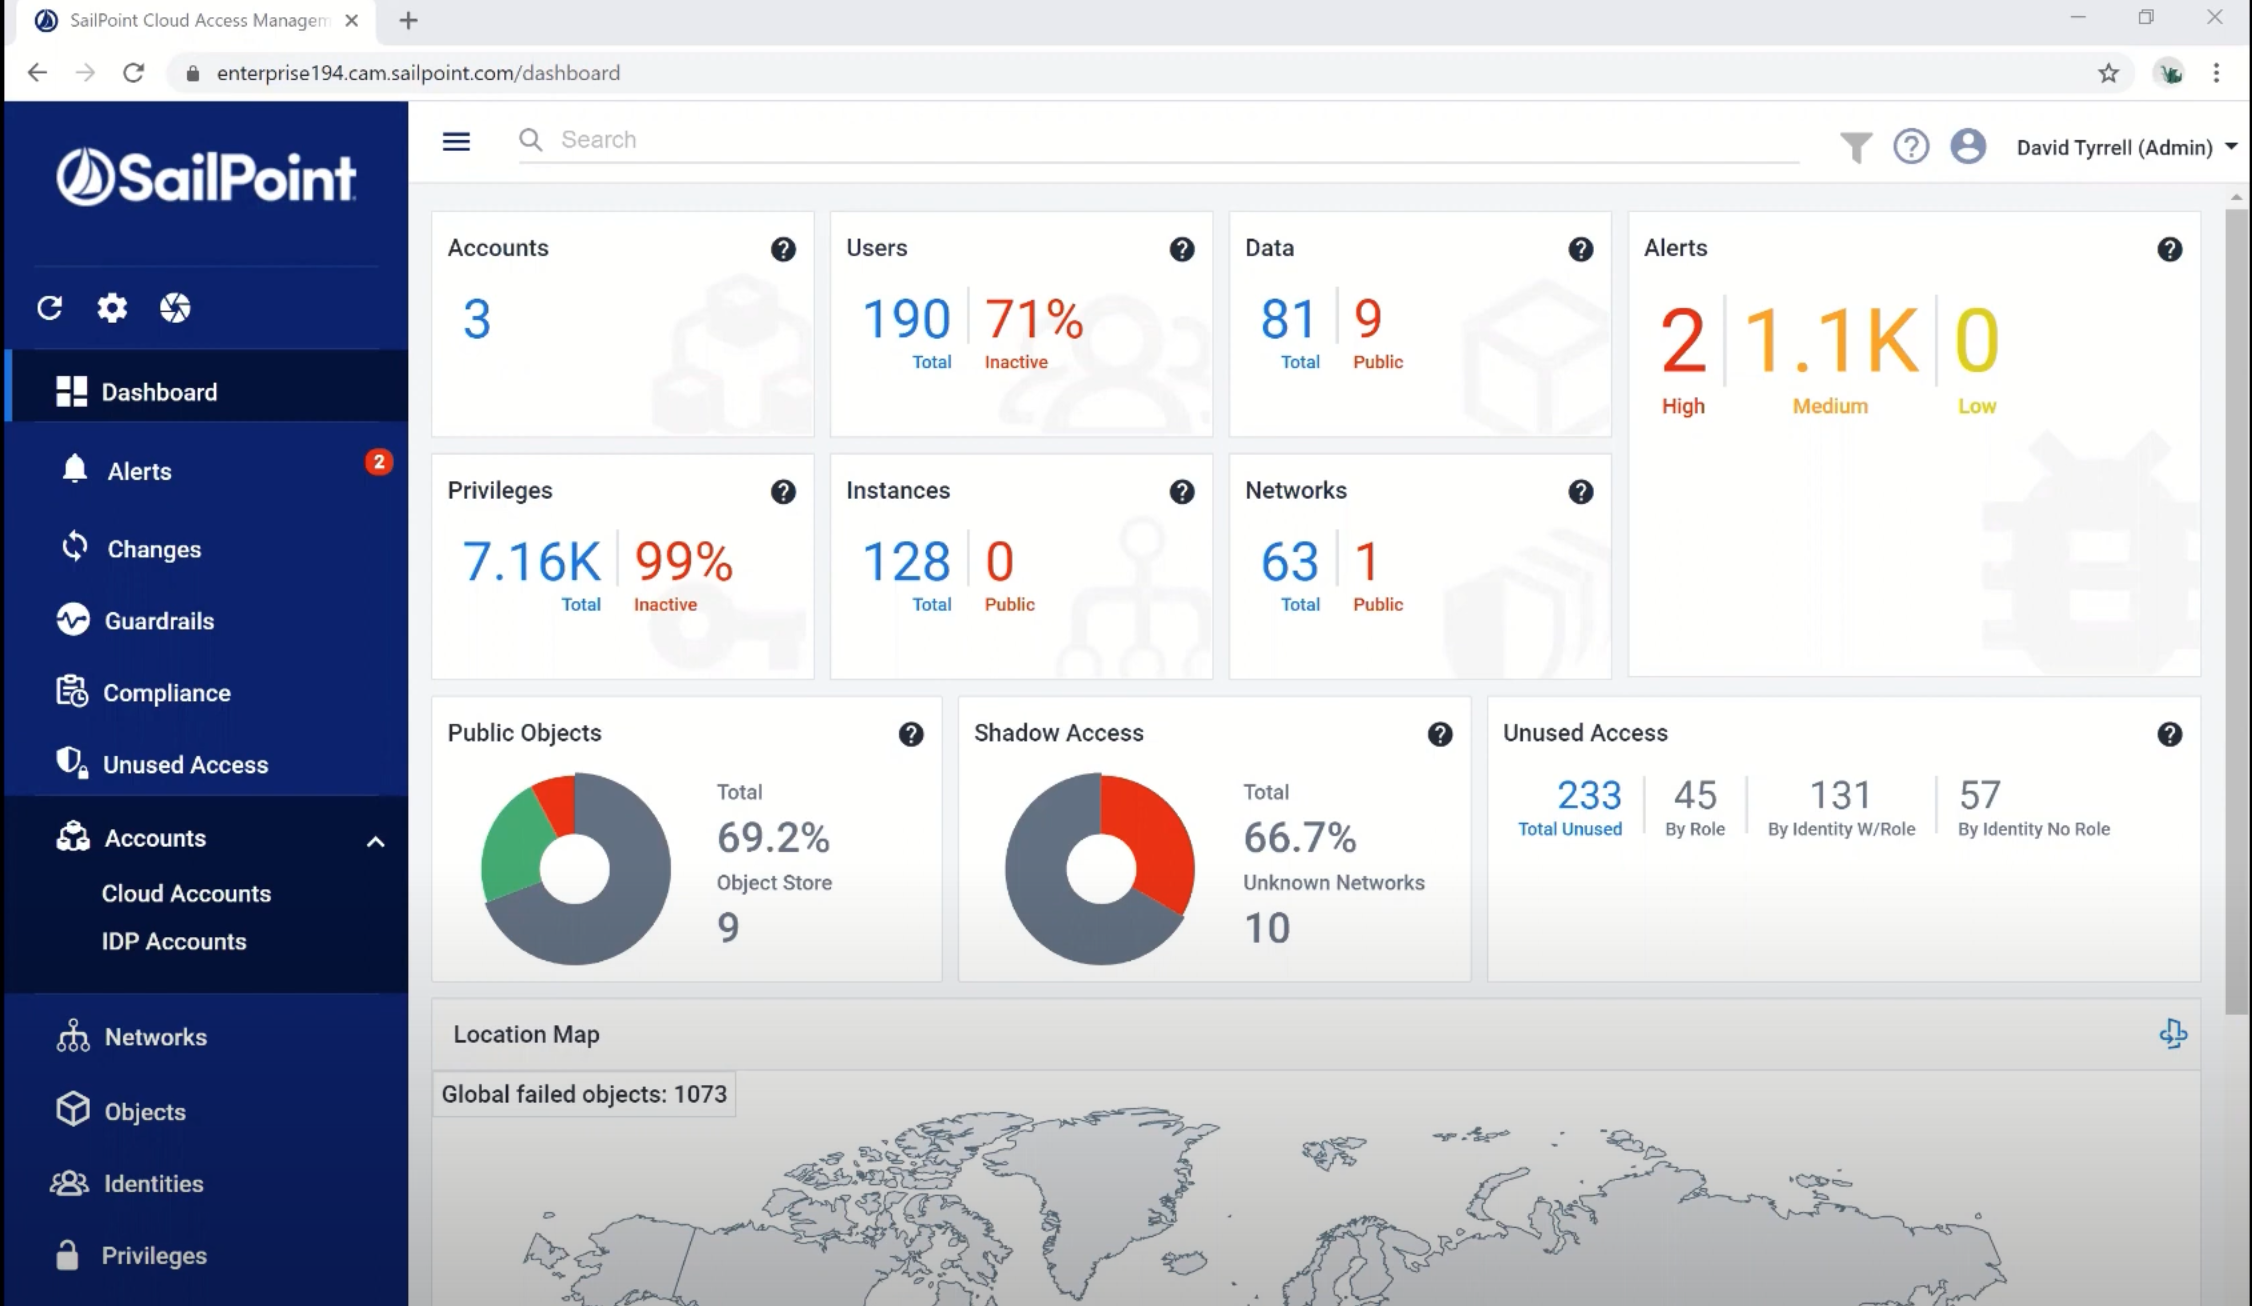 SailPoint Cloud Access Managem
enterprise194.cam.sailpoint.com/dashboard
SailPoint
Search
David Tyrrell (Admin)
Dashboard
Alerts
2
Changes
Guardrails
Compliance
Unused Access
Accounts
Cloud Accounts
IDP Accounts
Networks
Objects
Identities
Privileges
Accounts
3
Users
190 71%
Total Inactive
Data
81 9
Total Public
Alerts
2 1.1K 0
High Medium Low
Privileges
7.16K 99%
Total Inactive
Instances
128 0
Total Public
Networks
63 1
Total Public
Public Objects
Total
69.2%
Object Store
9
Shadow Access
Total
66.7%
Unknown Networks
10
Unused Access
233 45 131 57
Total Unused By Role By Identity W/Role By Identity No Role
Location Map
Global failed objects: 1073